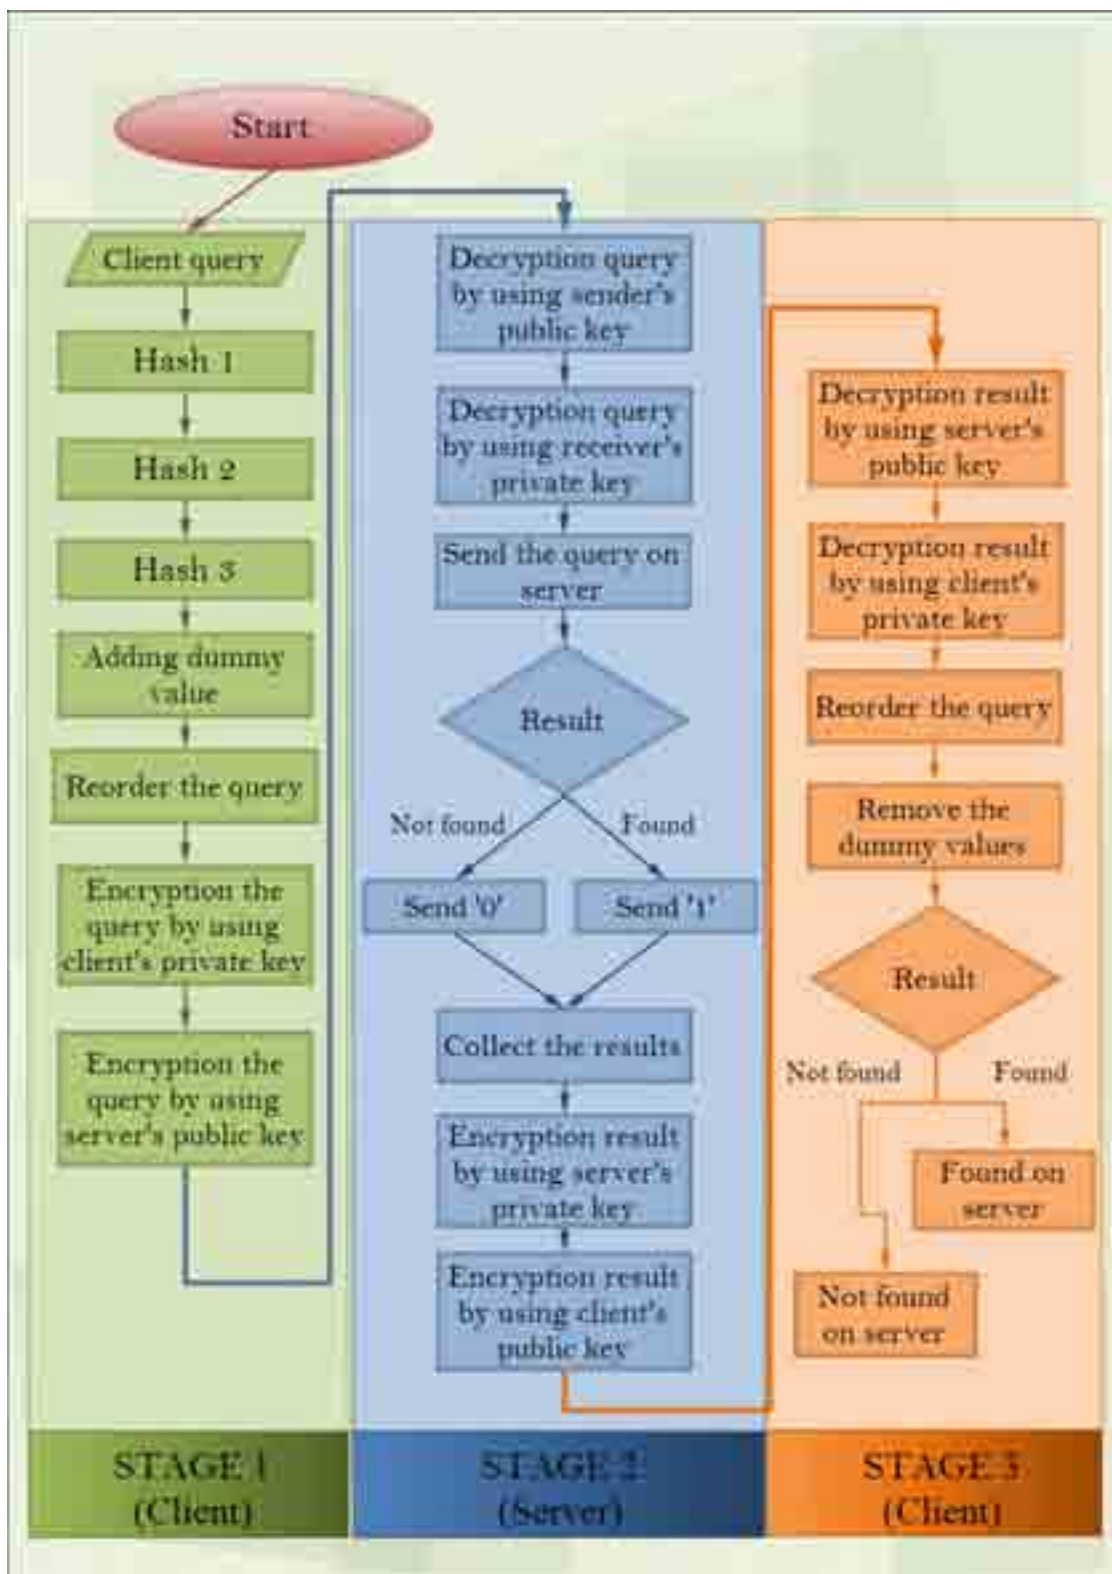 Start
Client query
Hash 1
Hash 2
Hash 3
Adding dummy
value
Reorder the query
Encryption the
query by using
client's private key
Encryption the
query by using
server's public key
STAGE 1
(Client)
Decryption query
by using sender's
public key
Decryption query
by using receiver's
private key
Send the query on
server
Result
Not found
Found
Send '0'
Send '1'
Collect the results
Encryption result
by using server's
private key
Encryption result
by using client's
public key
STAGE 2
(Server)
Decryption result
by using server's
public key
Decryption result
by using client's
private key
Reorder the query
Remove the
dummy values
Result
Not found
Found
Found on
server
Not found
on server
STAGE 3
(Client)